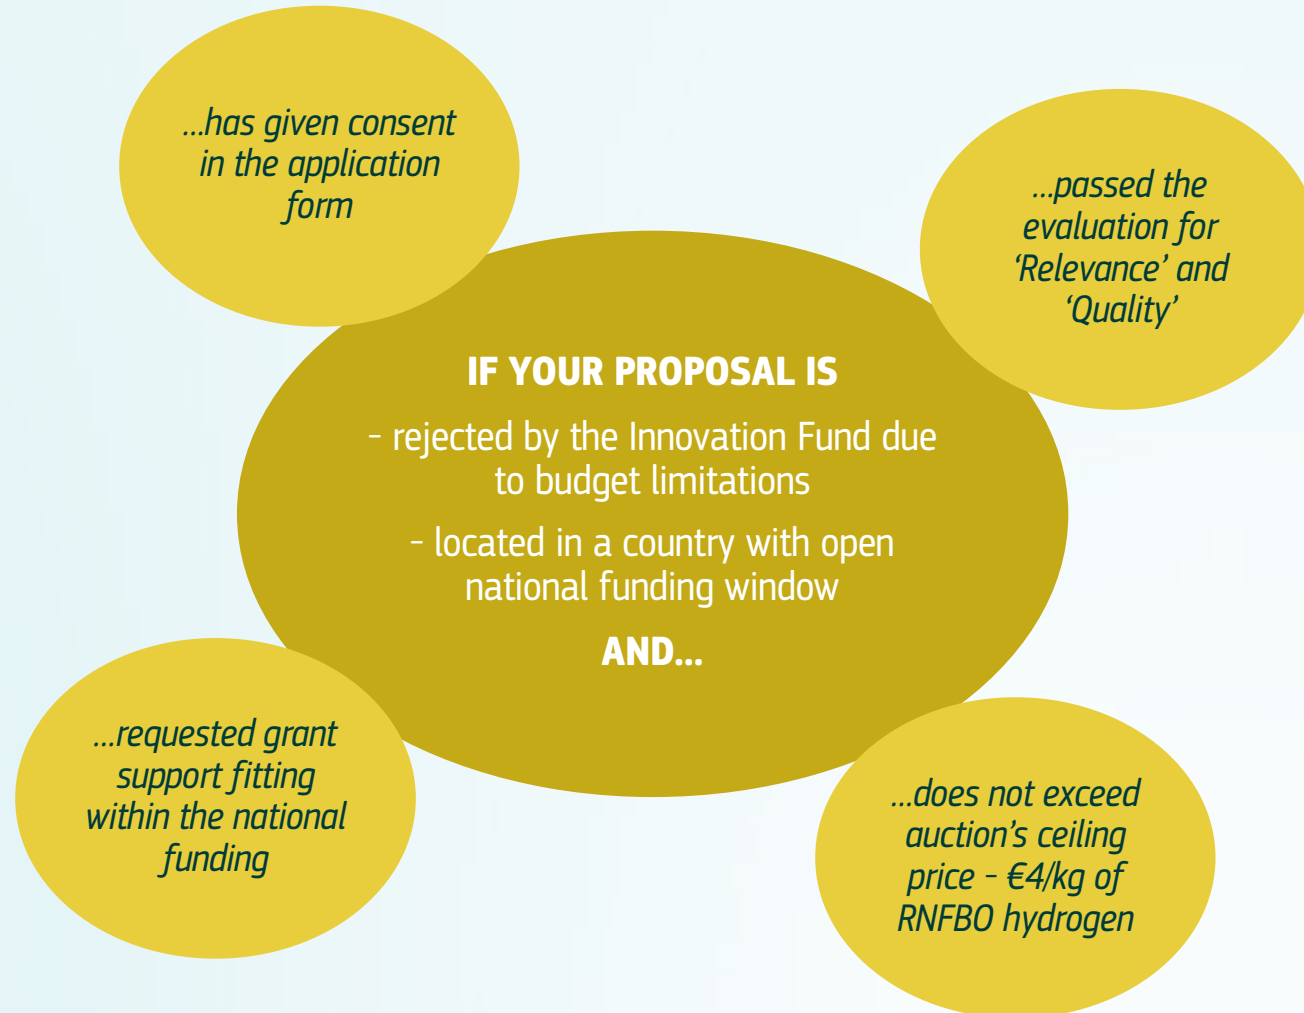 ...has given consent
in the application
form
...passed the
evaluation for
‘Relevance’ and
‘Quality’
IF YOUR PROPOSAL IS
- rejected by the Innovation Fund due
to budget limitations
- located in a country with open
national funding window
AND...
...requested grant
support fitting
within the national
funding
...does not exceed
auction’s ceiling
price - €4/kg of
RNFBO hydrogen